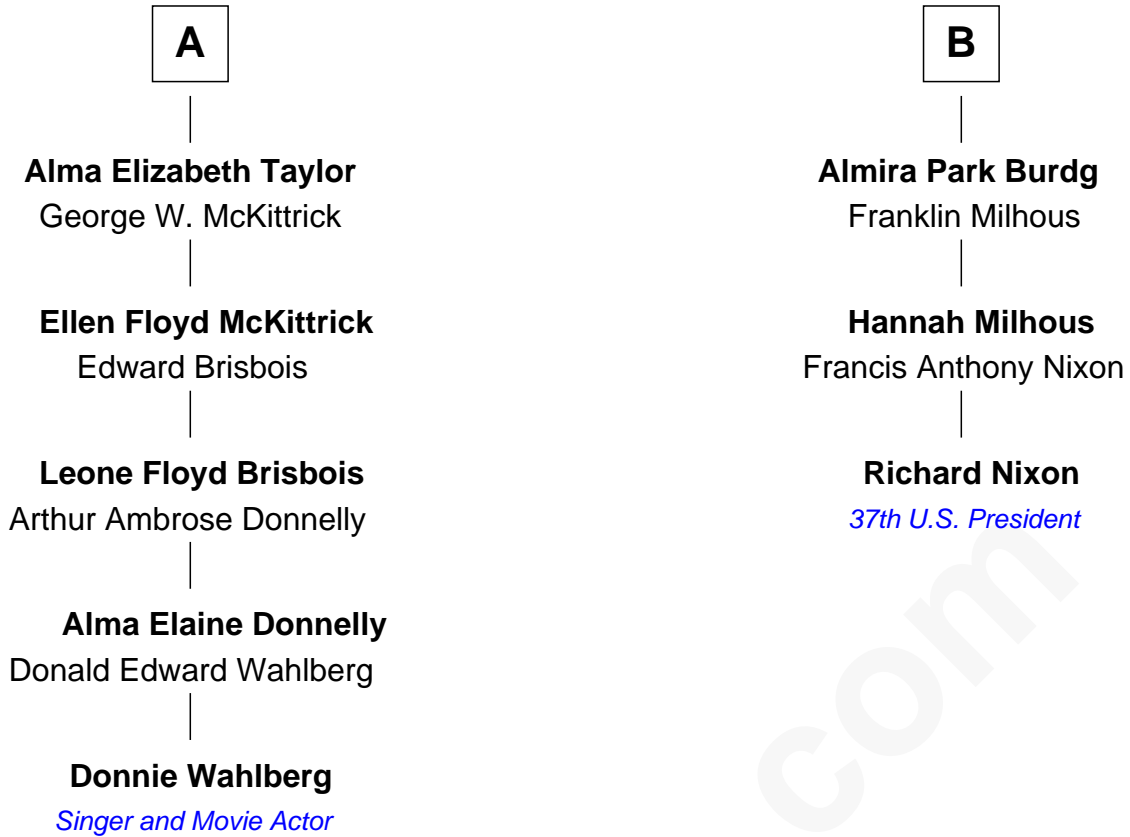 A
Alma Elizabeth Taylor
George W. McKittrick
Ellen Floyd McKittrick
Edward Brisbois
Leone Floyd Brisbois
Arthur Ambrose Donnelly
Alma Elaine Donnelly
Donald Edward Wahlberg
Donnie Wahlberg
Singer and Movie Actor
B
Almira Park Burdg
Franklin Milhous
Hannah Milhous
Francis Anthony Nixon
Richard Nixon
37th U.S. President
com